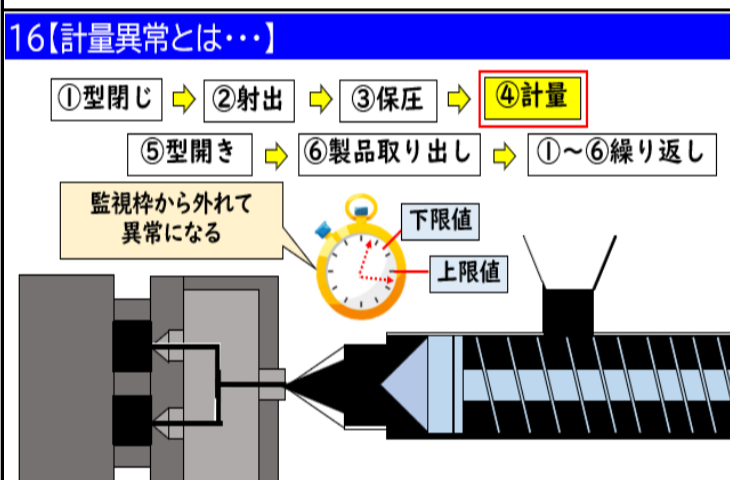 16【計量異常とは・・・】
①型閉じ
②射出
③保圧
④計量
⑤型開き
⑥製品取り出し
①～⑥繰り返し
監視枠から外れて
異常になる
下限値
上限値